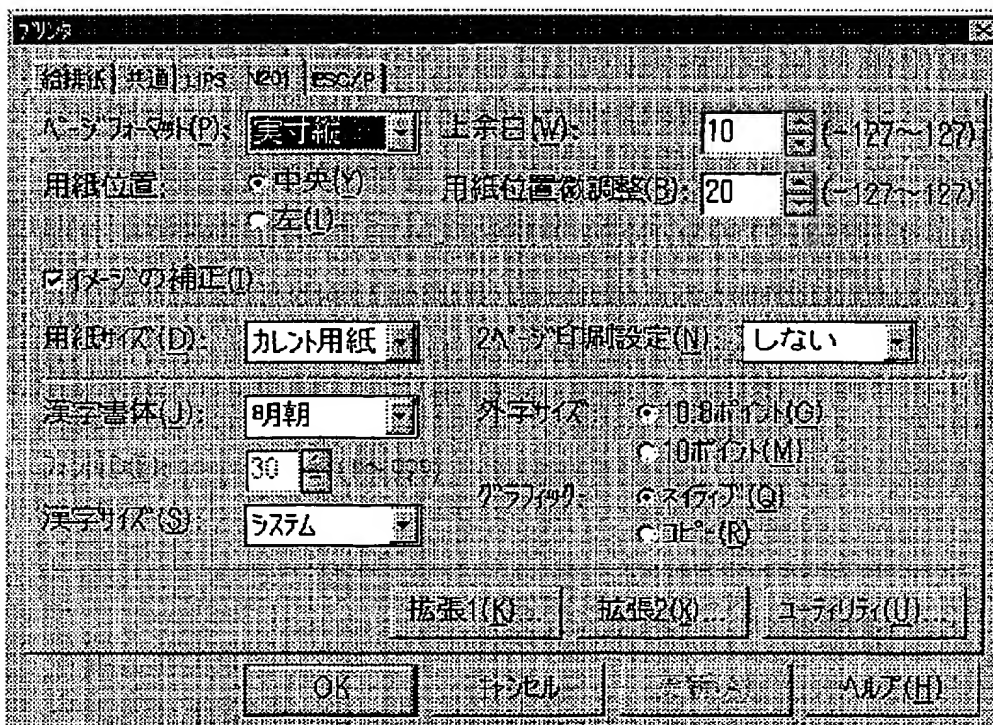 プリンタ
給排紙 共通 LIPS N201 ESC/P
ページフォーマット(P): 実寸縦 上余白(W): 10 (-127～127)
用紙位置: 中央(Y) 用紙位置微調整(B): 20 (-127～127)
左(L)
イメージの補正(I)
用紙サイズ(D): カレント用紙 2ページ印刷設定(N): しない
漢字書体(J): 明朝 外字サイズ: 10.8ポイント(G)
10ポイント(M)
30
グラフィック: ネイティブ(Q)
漢字サイズ(S): システム コピー(R)
拡張1(K)... 拡張2(X)... ユーティリティ(U)...
OK キャンセル ヘルプ(H)